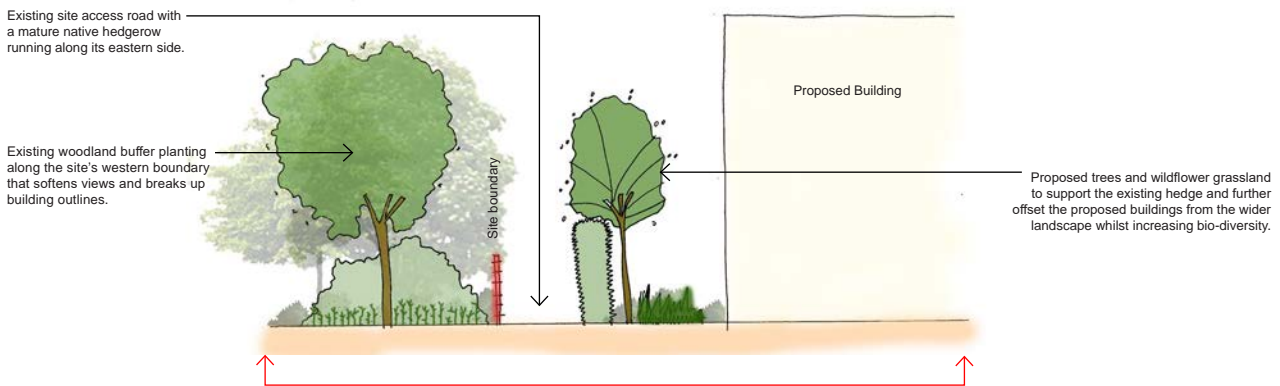 Existing site access road with
a mature native hedgerow
running along its eastern side.
Proposed Building
Existing woodland buffer planting
along the site's western boundary
that softens views and breaks up
building outlines.
Site boundary
Proposed trees and wildflower grassland
to support the existing hedge and further
offset the proposed buildings from the wider
landscape whilst increasing bio-diversity.